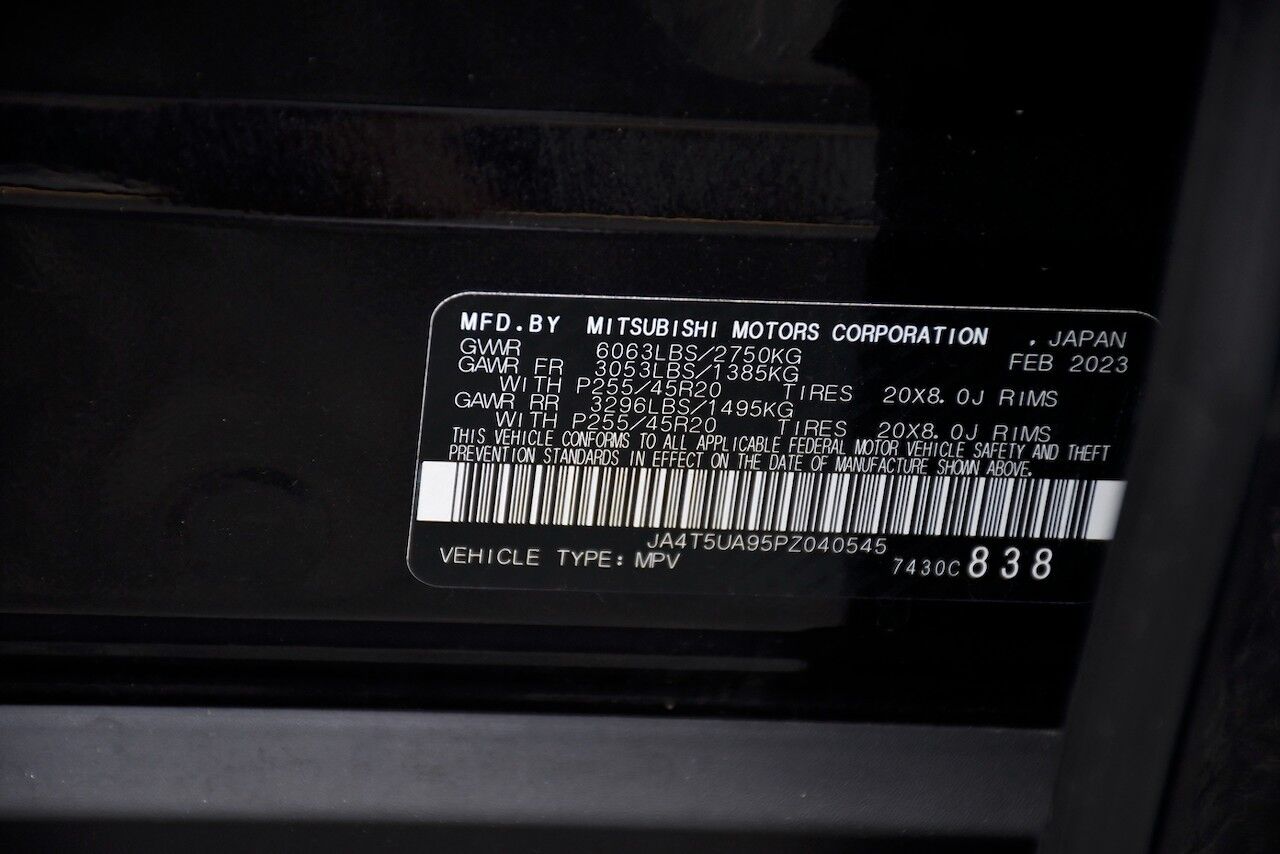 MFD.BY MITSUBISHI MOTORS CORPORATION , JAPAN
GVWR 6063LBS/2750KG FEB 2023
GAWR FR 3053LBS/1385KG
WITH P255/45R20 TIRES 20X8.0J RIMS
GAWR RR 3296LBS/1495KG
WITH P255/45R20 TIRES 20X8.0J RIMS
THIS VEHICLE CONFORMS TO ALL APPLICABLE FEDERAL MOTOR VEHICLE SAFETY AND THEFT
PREVENTION STANDARDS IN EFFECT ON THE DATE OF MANUFACTURE SHOWN ABOVE.
JA4T5UA95PZ040545
VEHICLE TYPE: MPV 7430C 838